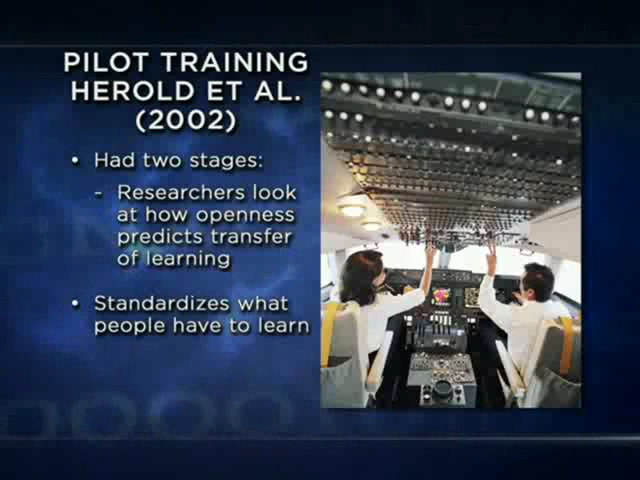 PILOT TRAINING
HEROLD ET AL.
(2002)
• Had two stages:
- Researchers look
at how openness
predicts transfer
of learning
• Standardizes what
people have to learn